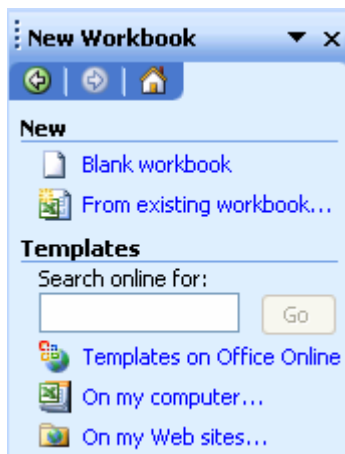 New Workbook
New
Blank workbook
From existing workbook...
Templates
Search online for:
Go
Templates on Office Online
On my computer...
On my Web sites...